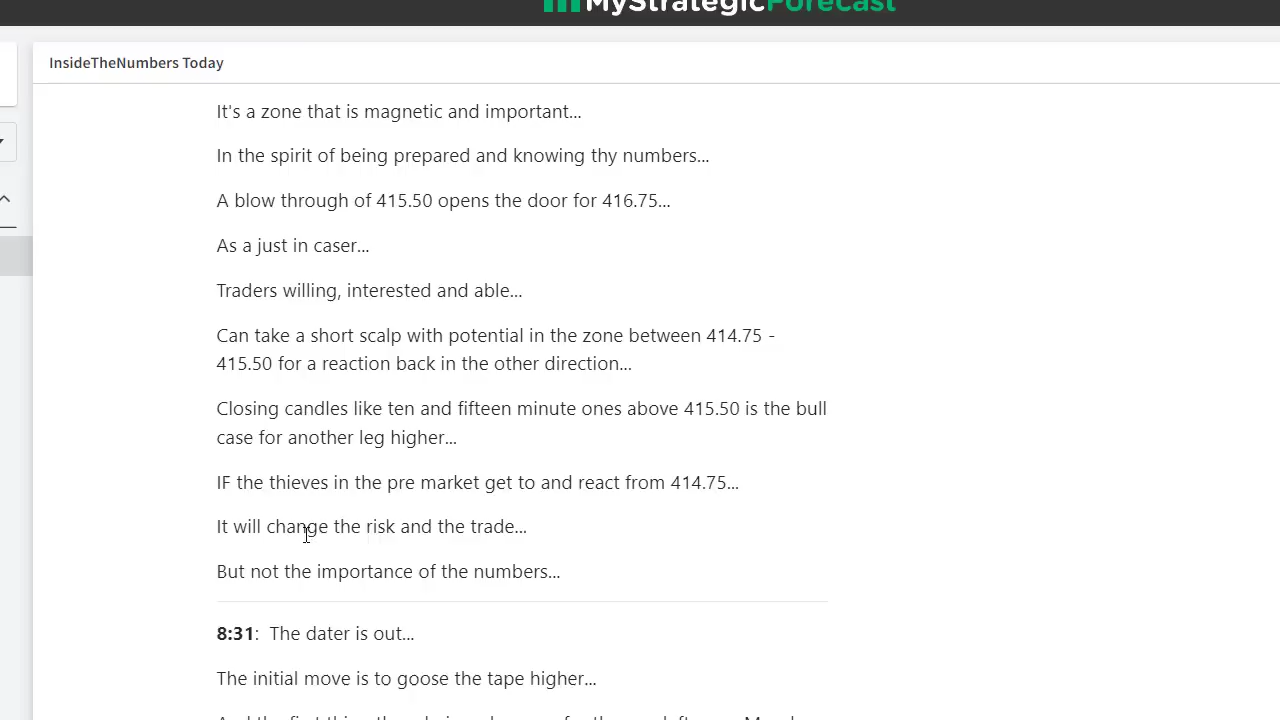 MyStrategicForecast
InsideTheNumbers Today
It's a zone that is magnetic and important...
In the spirit of being prepared and knowing thy numbers...
A blow through of 415.50 opens the door for 416.75...
As a just in caser...
Traders willing, interested and able...
Can take a short scalp with potential in the zone between 414.75 -
415.50 for a reaction back in the other direction...
Closing candles like ten and fifteen minute ones above 415.50 is the bull
case for another leg higher...
IF the thieves in the pre market get to and react from 414.75...
It will change the risk and the trade...
But not the importance of the numbers...
8:31:  The dater is out...
The initial move is to goose the tape higher...